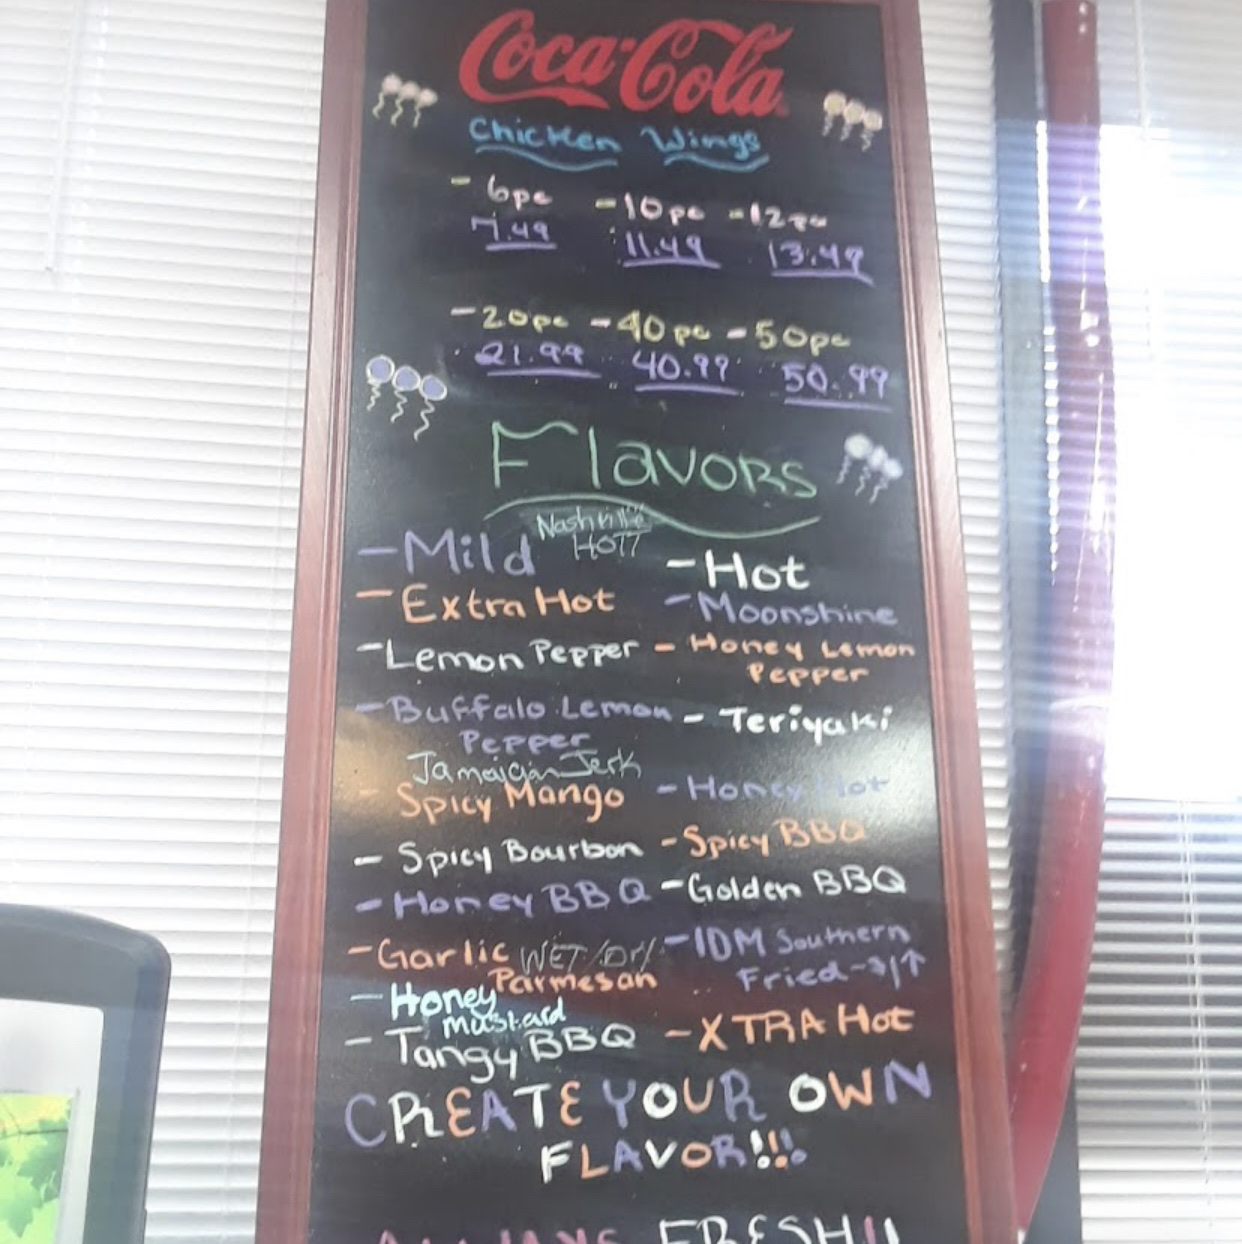 Coca-Cola
Chicken Wings
- 6pc - 10pc - 12pc
7.49 11.49 13.49
- 20pc - 40pc - 50pc
21.99 40.99 50.99
Flavors
Nashville
HOT!
- Mild - Hot
- Extra Hot - Moonshine
- Lemon Pepper - Honey Lemon
Pepper
- Buffalo Lemon - Teriyaki
Pepper
Jamaican Jerk
- Spicy Mango - Honey Hot
- Spicy Bourbon - Spicy BBQ
- Honey BBQ - Golden BBQ
- Garlic WET/Dry - IDM Southern
Parmesan Fried
- Honey
Mustard
- Tangy BBQ - XTRA Hot
CREATE YOUR OWN
FLAVOR!!!
ALWAYS FRESH!!